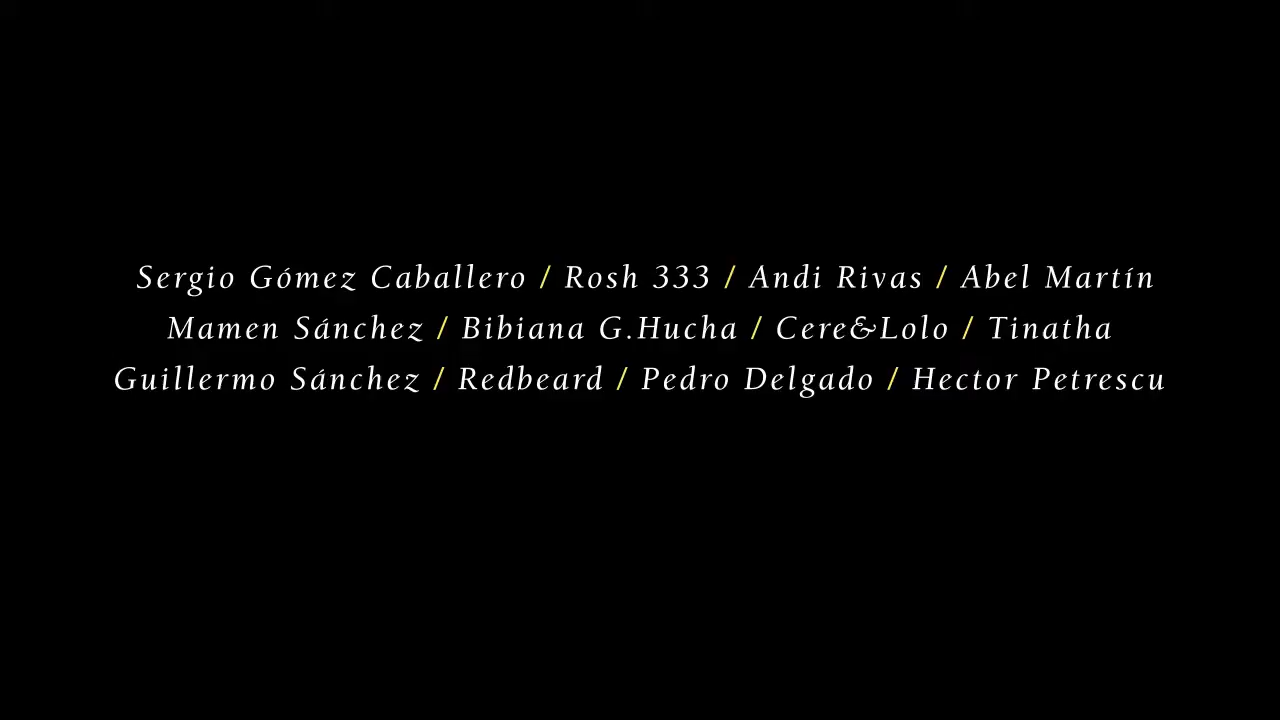 Sergio Gómez Caballero / Rosh 333 / Andi Rivas / Abel Martín
Mamen Sánchez / Bibiana G.Hucha / Cere&Lolo / Tinatha
Guillermo Sánchez / Redbeard / Pedro Delgado / Hector Petrescu